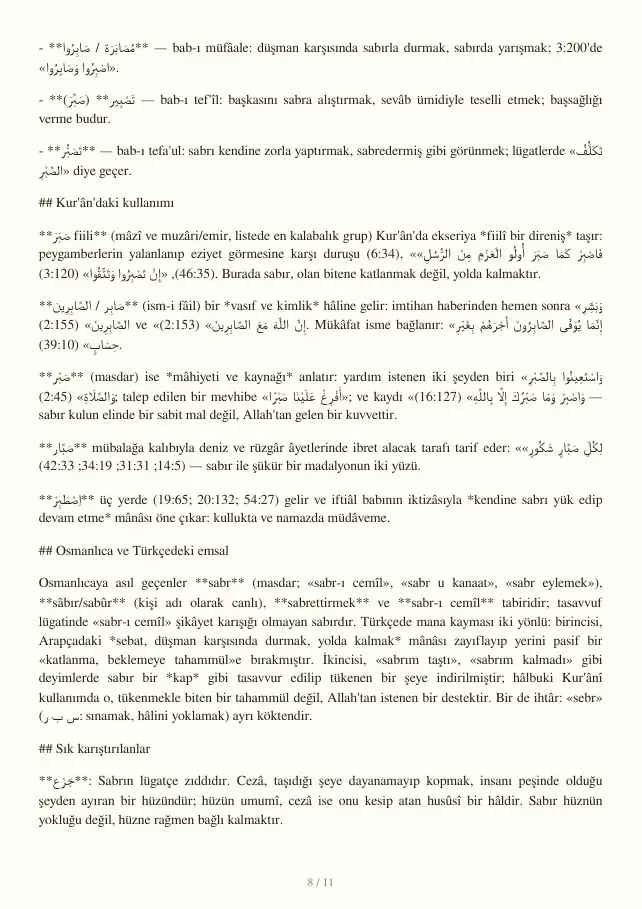 - **مُصَابَرَة / صَابِرُوا** — bab-ı müfâale: düşman karşısında sabırla durmak, sabırda yarışmak; 3:200'de
«اصْبِرُوا وَصَابِرُوا».
- **تَصْبِير** (صَبَّرَ)** — bab-ı tef'îl: başkasını sabra alıştırmak, sevâb ümidiyle teselli etmek; başsağlığı
verme budur.
- **تَصَبُّر** — bab-ı tefa'ul: sabrı kendine zorla yaptırmak, sabredermiş gibi görünmek; lügatlerde «تَكَلُّفُ
الصَّبْرِ» diye geçer.
## Kur'ân'daki kullanımı
**صَبَرَ fiili** (mâzî ve muzâri/emir, listede en kalabalık grup) Kur'ân'da ekseriya *fiilî bir direniş* taşır:
peygamberlerin yalanlanıp eziyet görmesine karşı duruşu (6:34), ««فَاصْبِرْ كَمَا صَبَرَ أُولُو الْعَزْمِ مِنَ الرُّسُلِ
(3:120) «إِنْ تَصْبِرُوا وَتَتَّقُوا» ,(46:35). Burada sabır, olan bitene katlanmak değil, yolda kalmaktır.
**صَابِر / الصَّابِرِين** (ism-i fâil) bir *vasıf ve kimlik* hâline gelir: imtihan haberinden hemen sonra «وَبَشِّرِ
(2:155) «الصَّابِرِينَ ve «(2:153) «إِنَّ اللَّهَ مَعَ الصَّابِرِينَ. Mükâfat isme bağlanır: «إِنَّمَا يُوَفَّى الصَّابِرُونَ أَجْرَهُمْ بِغَيْرِ
(39:10) «حِسَابٍ.
**صَبْر** (masdar) ise *mâhiyeti ve kaynağı* anlatır: yardım istenen iki şeyden biri «وَاسْتَعِينُوا بِالصَّبْرِ
(2:45) «وَالصَّلَاةِ; talep edilen bir mevhibe «أَفْرِغْ عَلَيْنَا صَبْرًا»; ve kaydı «(16:127) «وَاصْبِرْ وَمَا صَبْرُكَ إِلَّا بِاللَّهِ —
sabır kulun elinde bir sabit mal değil, Allah'tan gelen bir kuvvettir.
**صَبَّار** mübalağa kalıbıyla deniz ve rüzgâr âyetlerinde ibret alacak tarafı tarif eder: ««لِكُلِّ صَبَّارٍ شَكُورٍ
(42:33 ;34:19 ;31:31 ;14:5) — sabır ile şükür bir madalyonun iki yüzü.
**اِصْطَبِرْ** üç yerde (19:65; 20:132; 54:27) gelir ve iftiâl babının iktizasıyla *kendine sabrı yük edip
devam etme* mânâsı öne çıkar: kullukta ve namazda müdâveme.
## Osmanlıca ve Türkçedeki emsal
Osmanlıcaya asıl geçenler **sabr** (masdar; «sabr-ı cemîl», «sabr u kanaat», «sabr eylemek»),
**sâbır/sabûr** (kişi adı olarak canlı), **sabrettirmek** ve **sabr-ı cemîl** tabiridir; tasavvuf
lügatinde «sabr-ı cemîl» şikâyet karışığı olmayan sabırdır. Türkçede mana kayması iki yönlü: birincisi,
Arapçadaki *sebat, düşman karşısında durmak, yolda kalmak* mânâsı zayıflayıp yerini pasif bir
«katlanma, beklemeye tahammül»e bırakmıştır. İkincisi, «sabrım taştı», «sabrım kalmadı» gibi
deyimlerde sabır bir *kap* gibi tasavvur edilip tükenen bir şeye indirilmiştir; hâlbuki Kur'ânî
kullanımda o, tükenmekle biten bir tahammül değil, Allah'tan istenen bir destektir. Bir de ihtâr: «sebr»
(س ب ر: sınamak, hâlini yoklamak) ayrı köktendir.
## Sık karıştırılanlar
**جَزَع**: Sabrın lügatçe zıddıdır. Cezâ, taşıdığı şeye dayanamayıp kopmak, insanı peşinde olduğu
şeyden ayıran bir hüzündür; hüzün umumî, cezâ ise onu kesip atan husûsî bir hâldir. Sabır hüznün
yokluğu değil, hüzne rağmen bağlı kalmaktır.
8 / 11